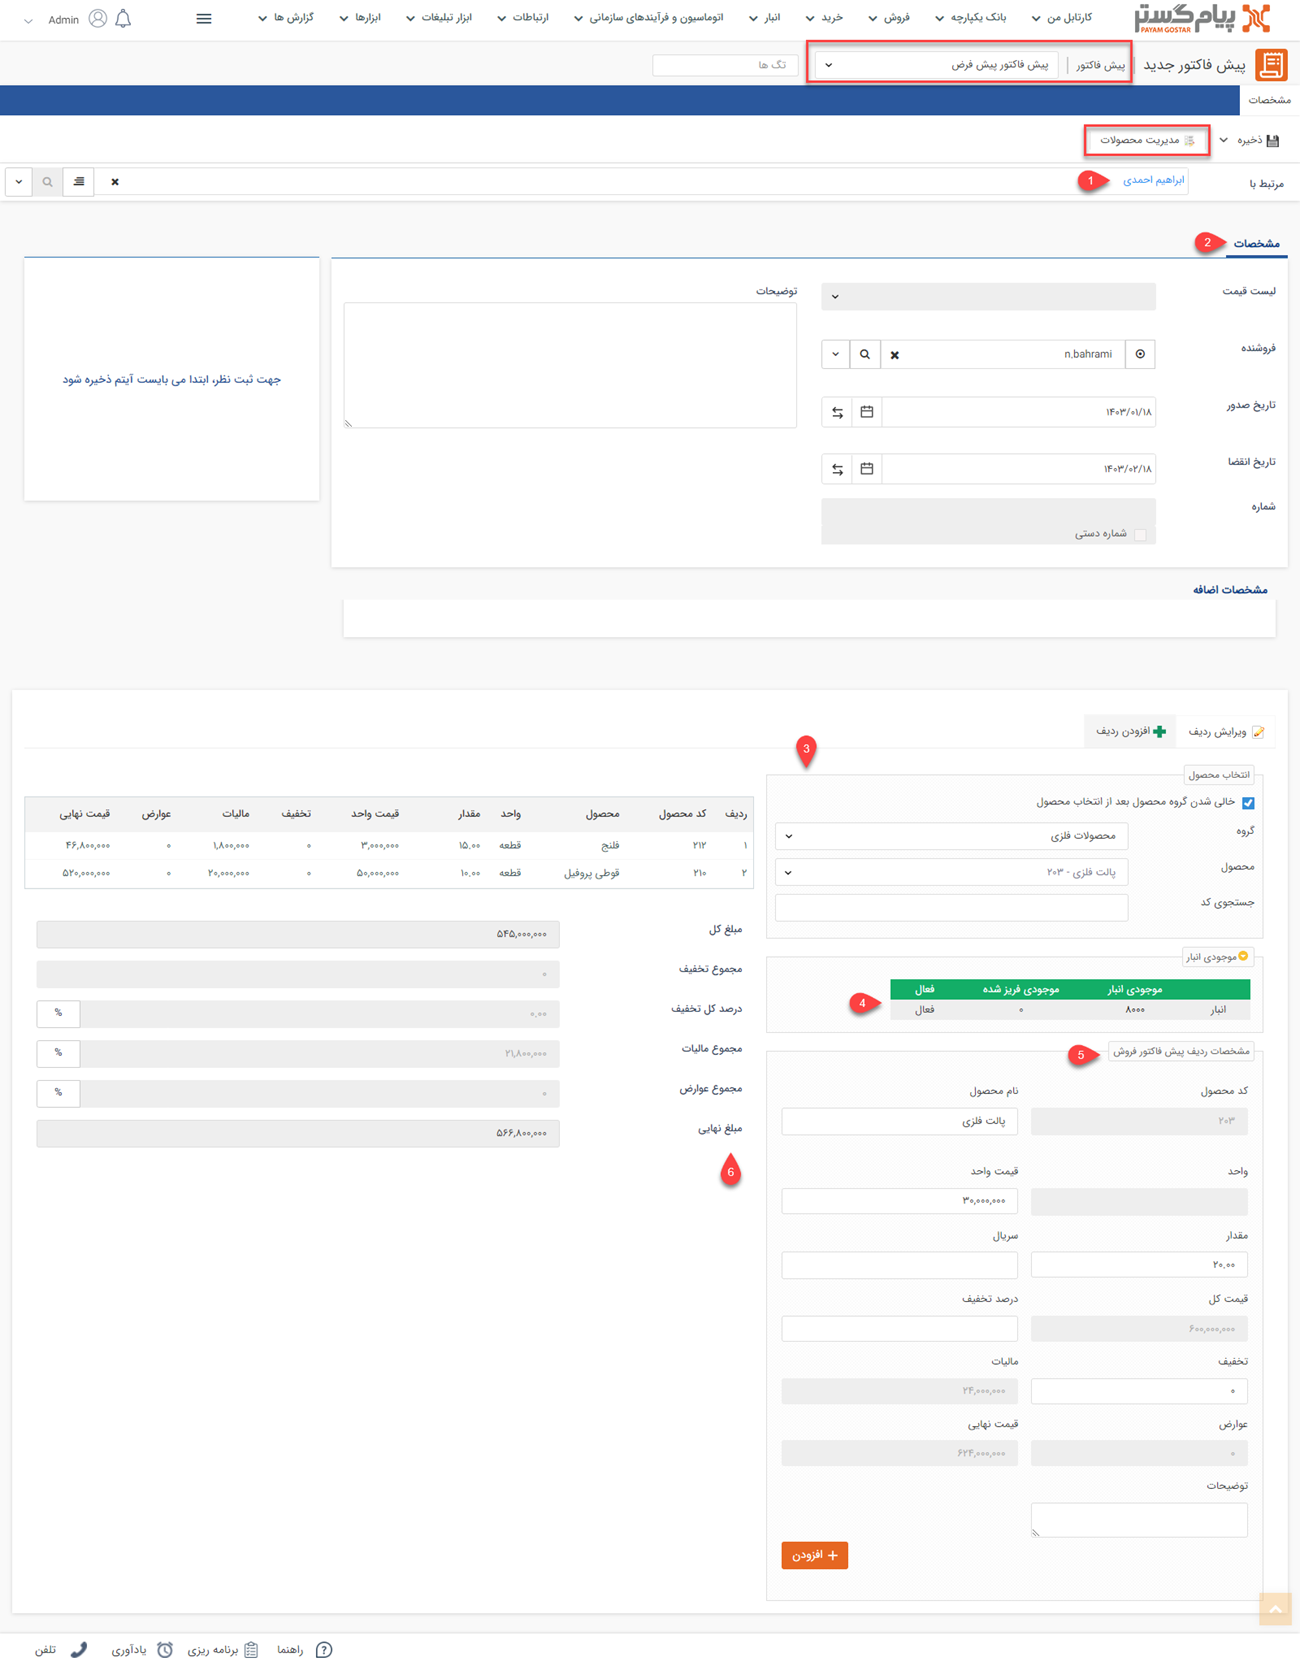 پیام گستر
PAYAM GOSTAR
کارتابل من
بانک یکپارچه
فروش
خرید
انبار
اتوماسیون و فرآیندهای سازمانی
ارتباطات
ابزار تبلیغات
ابزارها
گزارش ها
Admin
پیش فاکتور جدید
پیش فاکتور
پیش فاکتور پیش فرض
تگ ها
مشخصات
ذخیره
مدیریت محصولات
مرتبط با
ابراهیم احمدی
1
مشخصات
2
لیست قیمت
توضیحات
فروشنده
n,bahrami
تاریخ صدور
۱۴۰۳/۰۱/۱۸
تاریخ انقضا
۱۴۰۳/۰۲/۱۸
شماره
شماره دستی
جهت ثبت نظر، ابتدا می بایست آیتم ذخیره شود
مشخصات اضافه
ویرایش ردیف
افزودن ردیف
3
انتخاب محصول
خالی شدن گروه محصول بعد از انتخاب محصول
گروه
محصولات فلزی
محصول
پالت فلزی - ۲۰۳
جستجوی کد
موجودی انبار
موجودی انبار موجودی فریز شده فعال
انبار ۸۰۰۰ ۰ فعال
4
مشخصات ردیف پیش فاکتور فروش
5
کد محصول
نام محصول
۲۰۳
پالت فلزی
واحد
قیمت واحد
۳۰,۰۰۰,۰۰۰
مقدار
سریال
۲۰.۰۰
قیمت کل
درصد تخفیف
۶۰۰,۰۰۰,۰۰۰
تخفیف
مالیات
۰
۲۴,۰۰۰,۰۰۰
عوارض
قیمت نهایی
۰
۶۲۴,۰۰۰,۰۰۰
توضیحات
افزودن
ردیف کد محصول محصول واحد مقدار قیمت واحد تخفیف مالیات عوارض قیمت نهایی
۱ ۲۱۲ فلنج قطعه ۱۵.۰۰ ۳,۰۰۰,۰۰۰ ۰ ۱,۸۰۰,۰۰۰ ۰ ۴۶,۸۰۰,۰۰۰
۲ ۲۱۰ قوطی پروفیل قطعه ۱۰.۰۰ ۵۰,۰۰۰,۰۰۰ ۰ ۲۰,۰۰۰,۰۰۰ ۰ ۵۲۰,۰۰۰,۰۰۰
مبلغ کل ۵۴۵,۰۰۰,۰۰۰
مجموع تخفیف ۰
درصد کل تخفیف ۰.۰۰ %
مجموع مالیات ۲۱,۸۰۰,۰۰۰ %
مجموع عوارض ۰ %
مبلغ نهایی ۵۶۶,۸۰۰,۰۰۰
6
راهنما
برنامه ریزی
یادآوری
تلفن